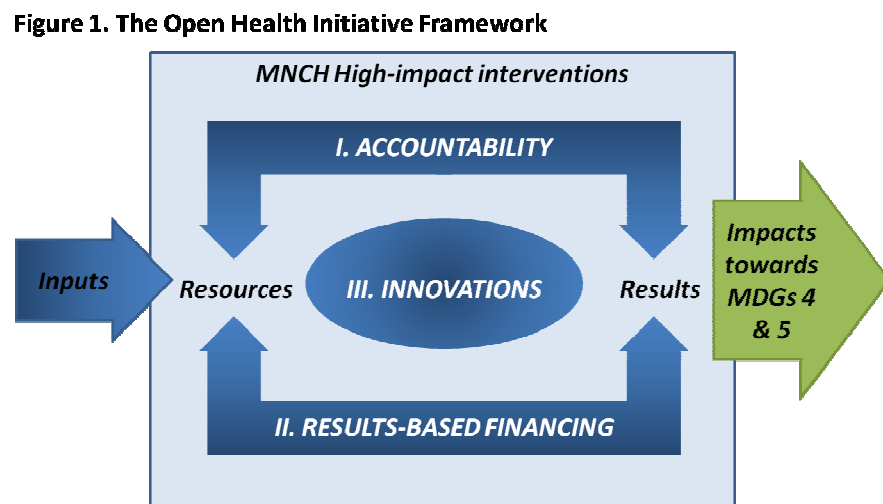 Figure 1. The Open Health Initiative Framework
MNCH High-impact interventions
I. ACCOUNTABILITY
Inputs
Resources
III. INNOVATIONS
Results
Impacts
towards
MDGs 4
& 5
II. RESULTS-BASED FINANCING